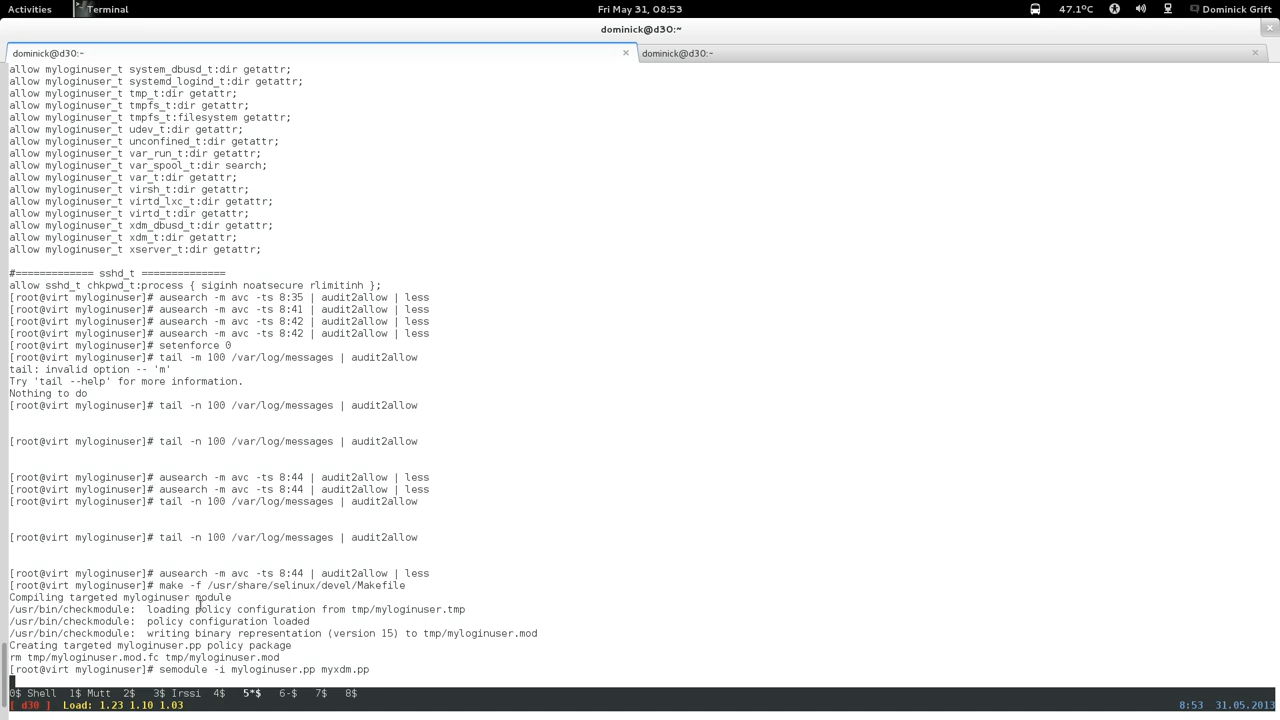 Activities Terminal Fri May 31, 08:53 47.1ºC Dominick Grift
dominick@d30:~
dominick@d30:~ × dominick@d30:~ ×
allow myloginuser_t system_dbusd_t:dir getattr;
allow myloginuser_t systemd_logind_t:dir getattr;
allow myloginuser_t tmp_t:dir getattr;
allow myloginuser_t tmpfs_t:dir getattr;
allow myloginuser_t tmpfs_t:filesystem getattr;
allow myloginuser_t udev_t:dir getattr;
allow myloginuser_t unconfined_t:dir getattr;
allow myloginuser_t var_run_t:dir getattr;
allow myloginuser_t var_spool_t:dir search;
allow myloginuser_t var_t:dir getattr;
allow myloginuser_t virsh_t:dir getattr;
allow myloginuser_t virtd_lxc_t:dir getattr;
allow myloginuser_t virtd_t:dir getattr;
allow myloginuser_t xdm_dbusd_t:dir getattr;
allow myloginuser_t xdm_t:dir getattr;
allow myloginuser_t xserver_t:dir getattr;
#============= sshd_t ==============
allow sshd_t chkpwd_t:process { siginh noatsecure rlimitinh };
[root@virt myloginuser]# ausearch -m avc -ts 8:35 | audit2allow | less
[root@virt myloginuser]# ausearch -m avc -ts 8:41 | audit2allow | less
[root@virt myloginuser]# ausearch -m avc -ts 8:42 | audit2allow | less
[root@virt myloginuser]# ausearch -m avc -ts 8:42 | audit2allow | less
[root@virt myloginuser]# setenforce 0
[root@virt myloginuser]# tail -m 100 /var/log/messages | audit2allow
tail: invalid option -- 'm'
Try 'tail --help' for more information.
Nothing to do
[root@virt myloginuser]# tail -n 100 /var/log/messages | audit2allow
[root@virt myloginuser]# tail -n 100 /var/log/messages | audit2allow
[root@virt myloginuser]# ausearch -m avc -ts 8:44 | audit2allow | less
[root@virt myloginuser]# ausearch -m avc -ts 8:44 | audit2allow | less
[root@virt myloginuser]# tail -n 100 /var/log/messages | audit2allow
[root@virt myloginuser]# tail -n 100 /var/log/messages | audit2allow
[root@virt myloginuser]# ausearch -m avc -ts 8:44 | audit2allow | less
[root@virt myloginuser]# make -f /usr/share/selinux/devel/Makefile
Compiling targeted myloginuser module
/usr/bin/checkmodule:  loading policy configuration from tmp/myloginuser.tmp
/usr/bin/checkmodule:  policy configuration loaded
/usr/bin/checkmodule:  writing binary representation (version 15) to tmp/myloginuser.mod
Creating targeted myloginuser.pp policy package
rm tmp/myloginuser.mod.fc tmp/myloginuser.mod
[root@virt myloginuser]# semodule -i myloginuser.pp myxdm.pp
0$ Shell 1$ Mutt 2$ 3$ Irssi 4$ 5*$ 6-$ 7$ 8$
[ d30 ] Load: 1.23 1.10 1.03 8:53 31.05.2013